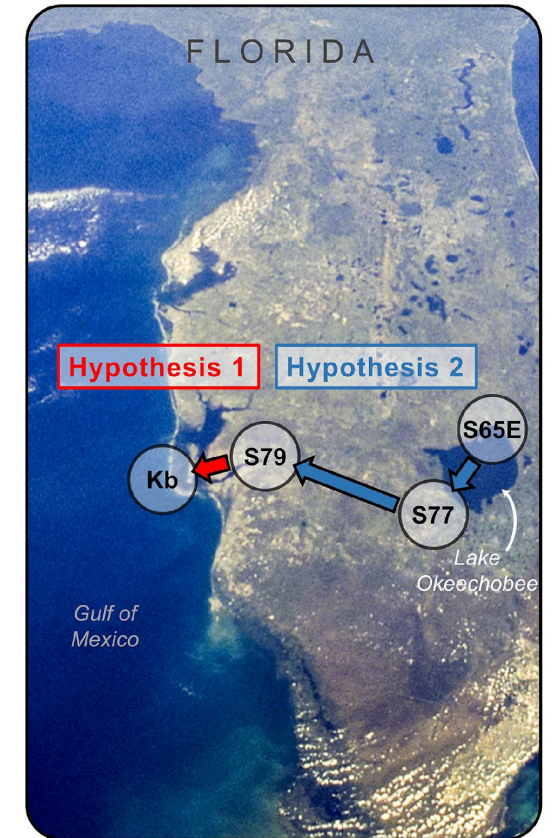 FLORIDA
Hypothesis 1
Hypothesis 2
S65E
S79
Kb
S77
Lake
Okeechobee
Gulf of
Mexico